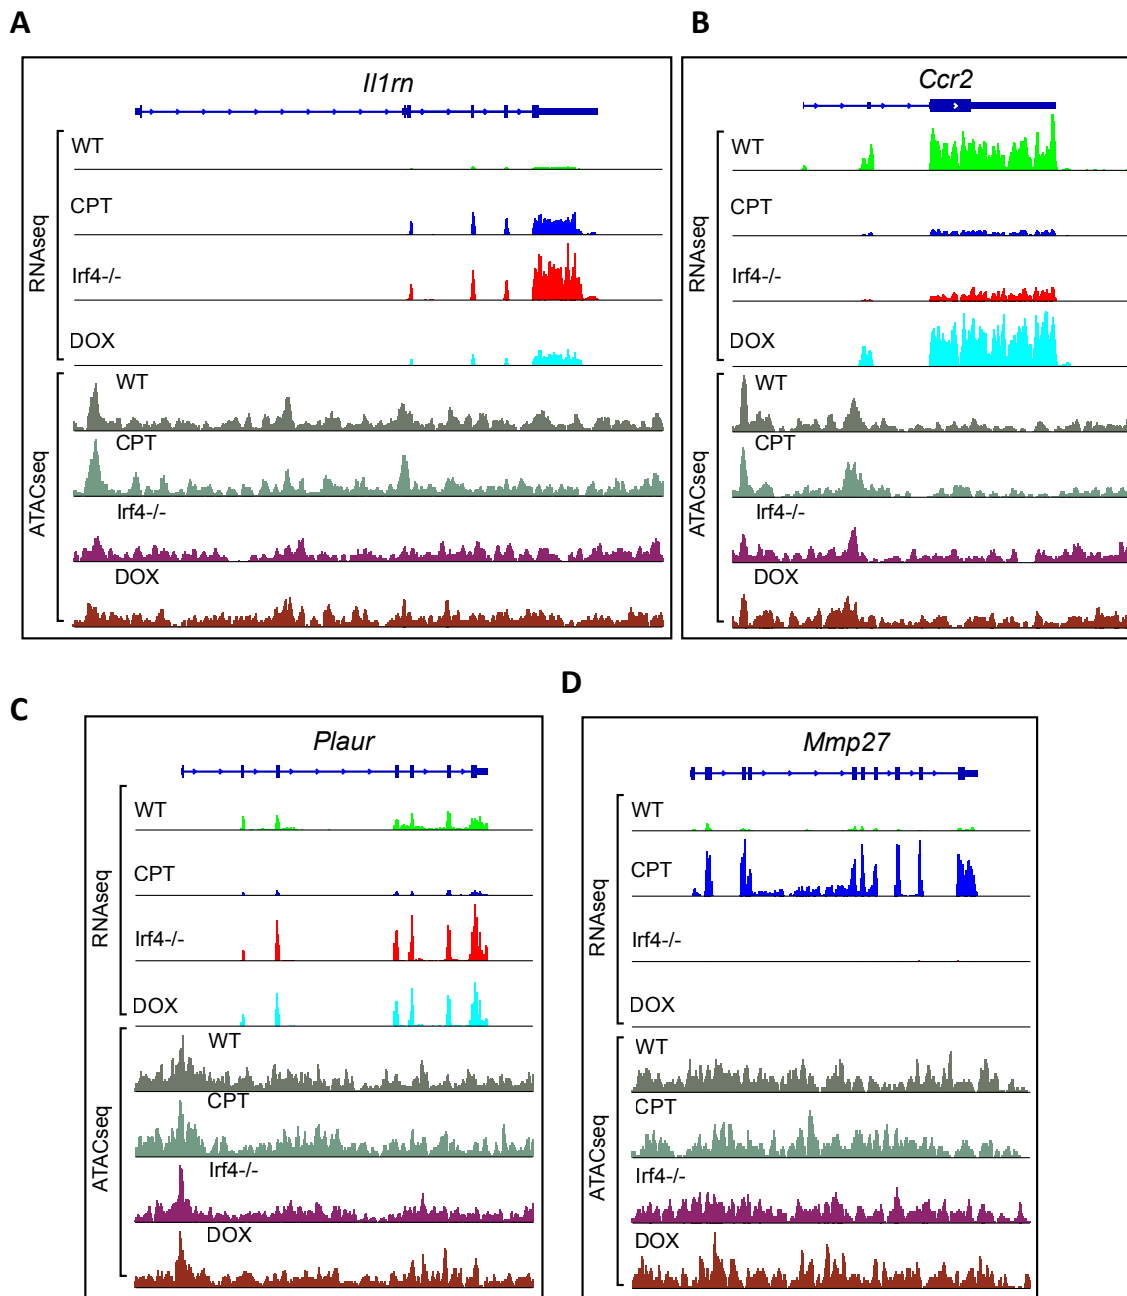 A
Il1rn
RNAseq
WT
CPT
Irf4-/-
DOX
ATACseq
WT
CPT
Irf4-/-
DOX
B
Ccr2
RNAseq
WT
CPT
Irf4-/-
DOX
ATACseq
WT
CPT
Irf4-/-
DOX
C
Plaur
RNAseq
WT
CPT
Irf4-/-
DOX
ATACseq
WT
CPT
Irf4-/-
DOX
D
Mmp27
RNAseq
WT
CPT
Irf4-/-
DOX
ATACseq
WT
CPT
Irf4-/-
DOX